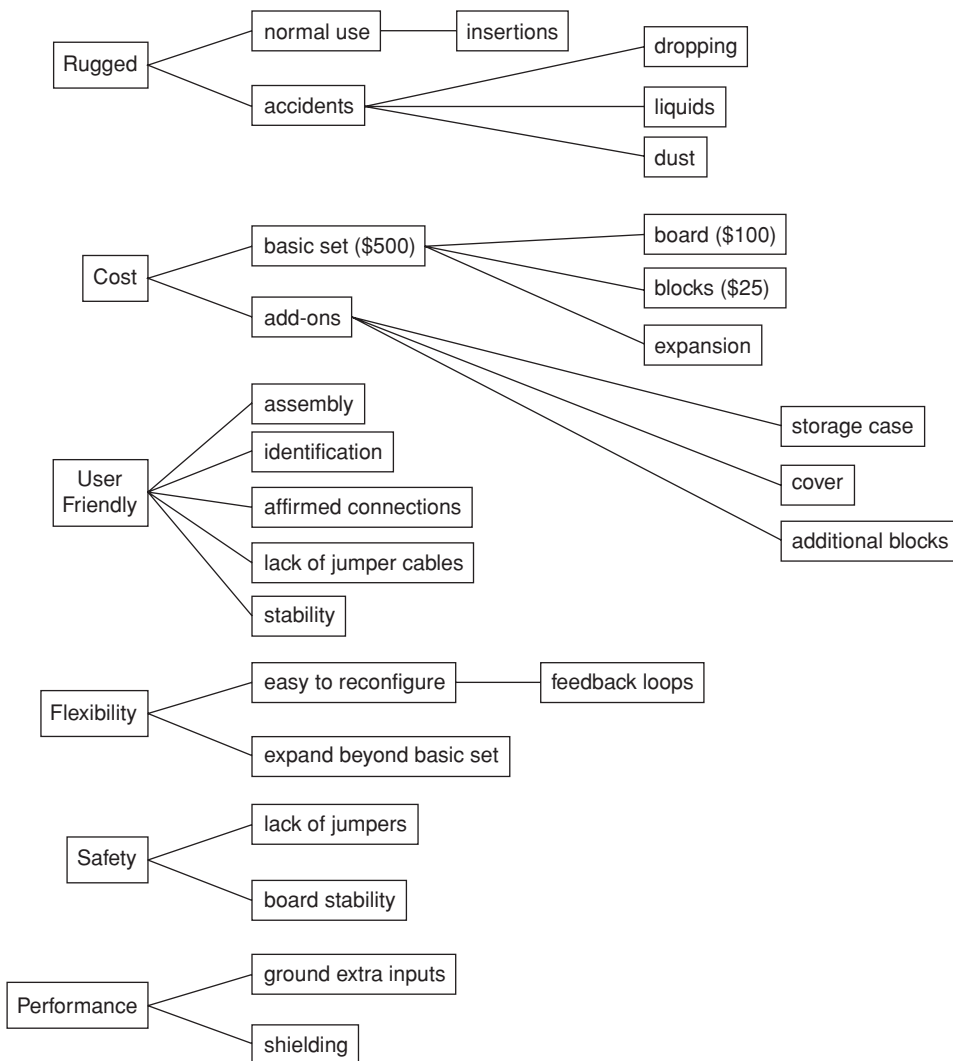 Rugged
normal use
insertions
accidents
dropping
liquids
dust
Cost
basic set ($500)
board ($100)
blocks ($25)
expansion
add-ons
storage case
cover
additional blocks
User
Friendly
assembly
identification
affirmed connections
lack of jumper cables
stability
Flexibility
easy to reconfigure
feedback loops
expand beyond basic set
Safety
lack of jumpers
board stability
Performance
ground extra inputs
shielding